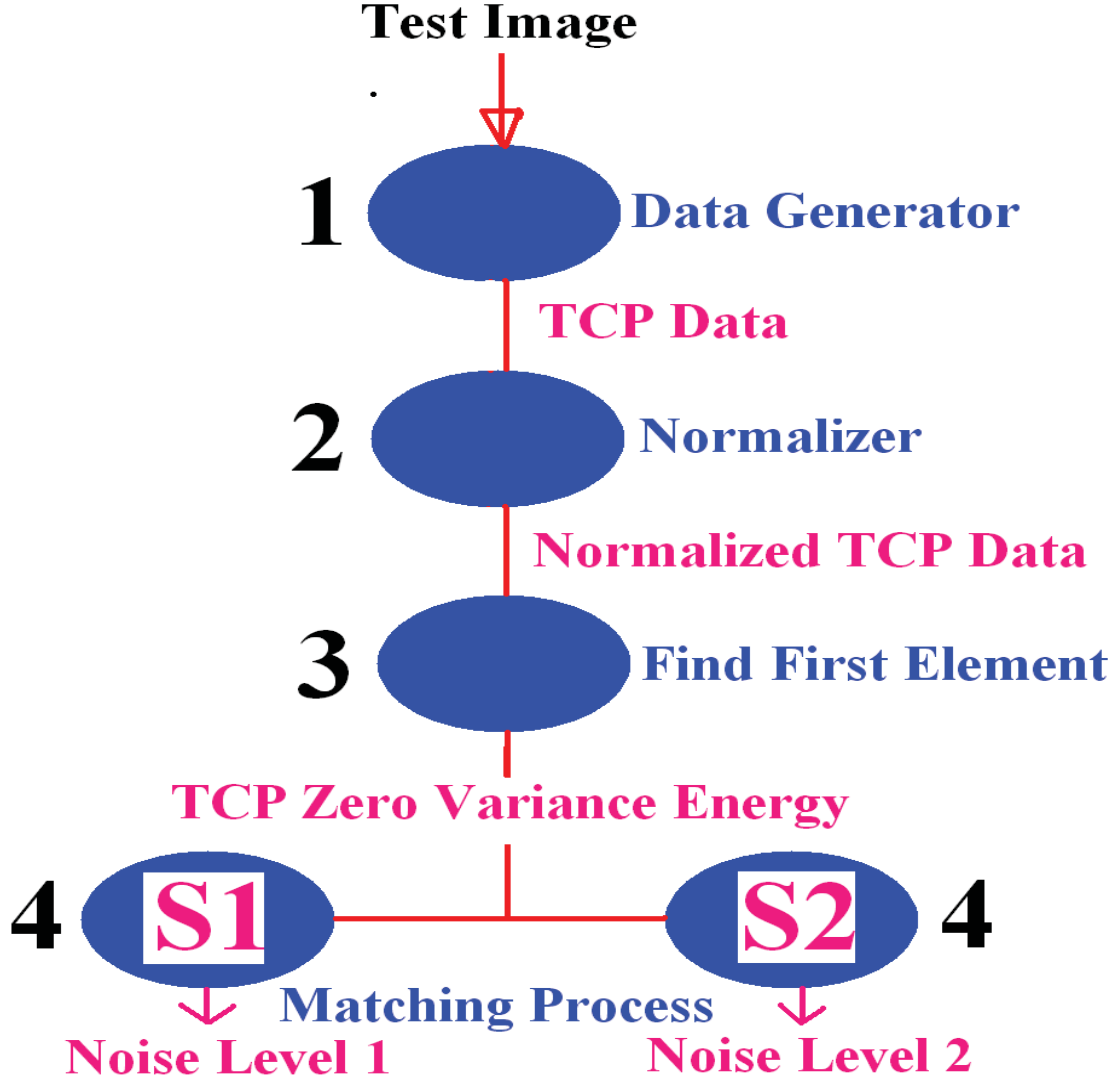 Test Image
.
1 Data Generator
TCP Data
2 Normalizer
Normalized TCP Data
3 Find First Element
TCP Zero Variance Energy
4 S1 S2 4
Matching Process
Noise Level 1 Noise Level 2